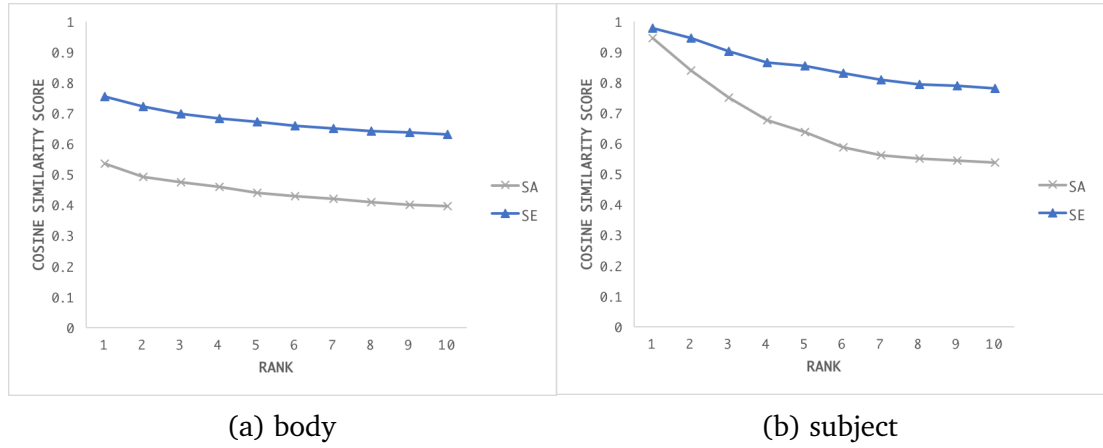 1
0.9
0.8
0.7
0.6
0.5
0.4
0.3
0.2
0.1
0
COSINE SIMILARITY SCORE
1 2 3 4 5 6 7 8 9 10
RANK
SA
SE
(a) body
1
0.9
0.8
0.7
0.6
0.5
0.4
0.3
0.2
0.1
0
COSINE SIMILARITY SCORE
1 2 3 4 5 6 7 8 9 10
RANK
SA
SE
(b) subject